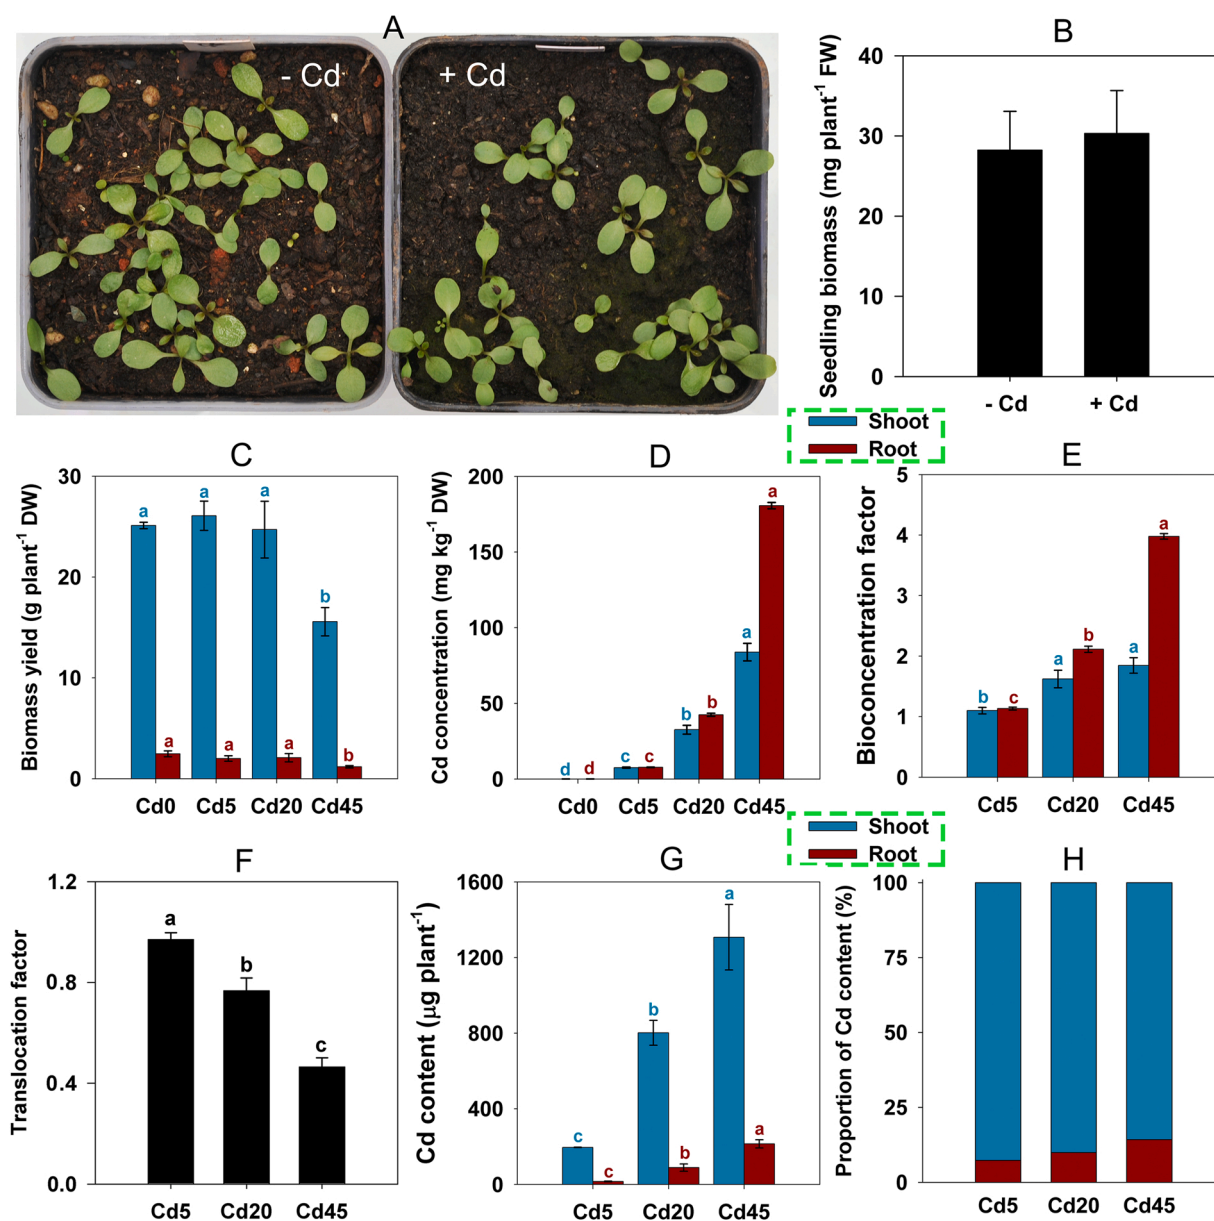 A
- Cd
+ Cd
B
Seedling biomass (mg plant⁻¹ FW)
40
30
20
10
0
- Cd
+ Cd
Shoot
Root
C
Biomass yield (g plant⁻¹ DW)
30
20
10
0
a
a
a
a
a
a
b
b
Cd0
Cd5
Cd20
Cd45
D
Cd concentration (mg kg⁻¹ DW)
200
150
100
50
0
d
d
c
c
b
b
a
a
Cd0
Cd5
Cd20
Cd45
E
Bioconcentration factor
5
4
3
2
1
0
b
c
a
b
a
a
Cd5
Cd20
Cd45
Shoot
Root
F
Translocation factor
1.2
0.8
0.4
0.0
a
b
c
Cd5
Cd20
Cd45
G
Cd content (μg plant⁻¹)
1600
1200
800
400
0
c
c
b
b
a
a
Cd5
Cd20
Cd45
H
Proportion of Cd content (%)
100
75
50
25
0
Cd5
Cd20
Cd45